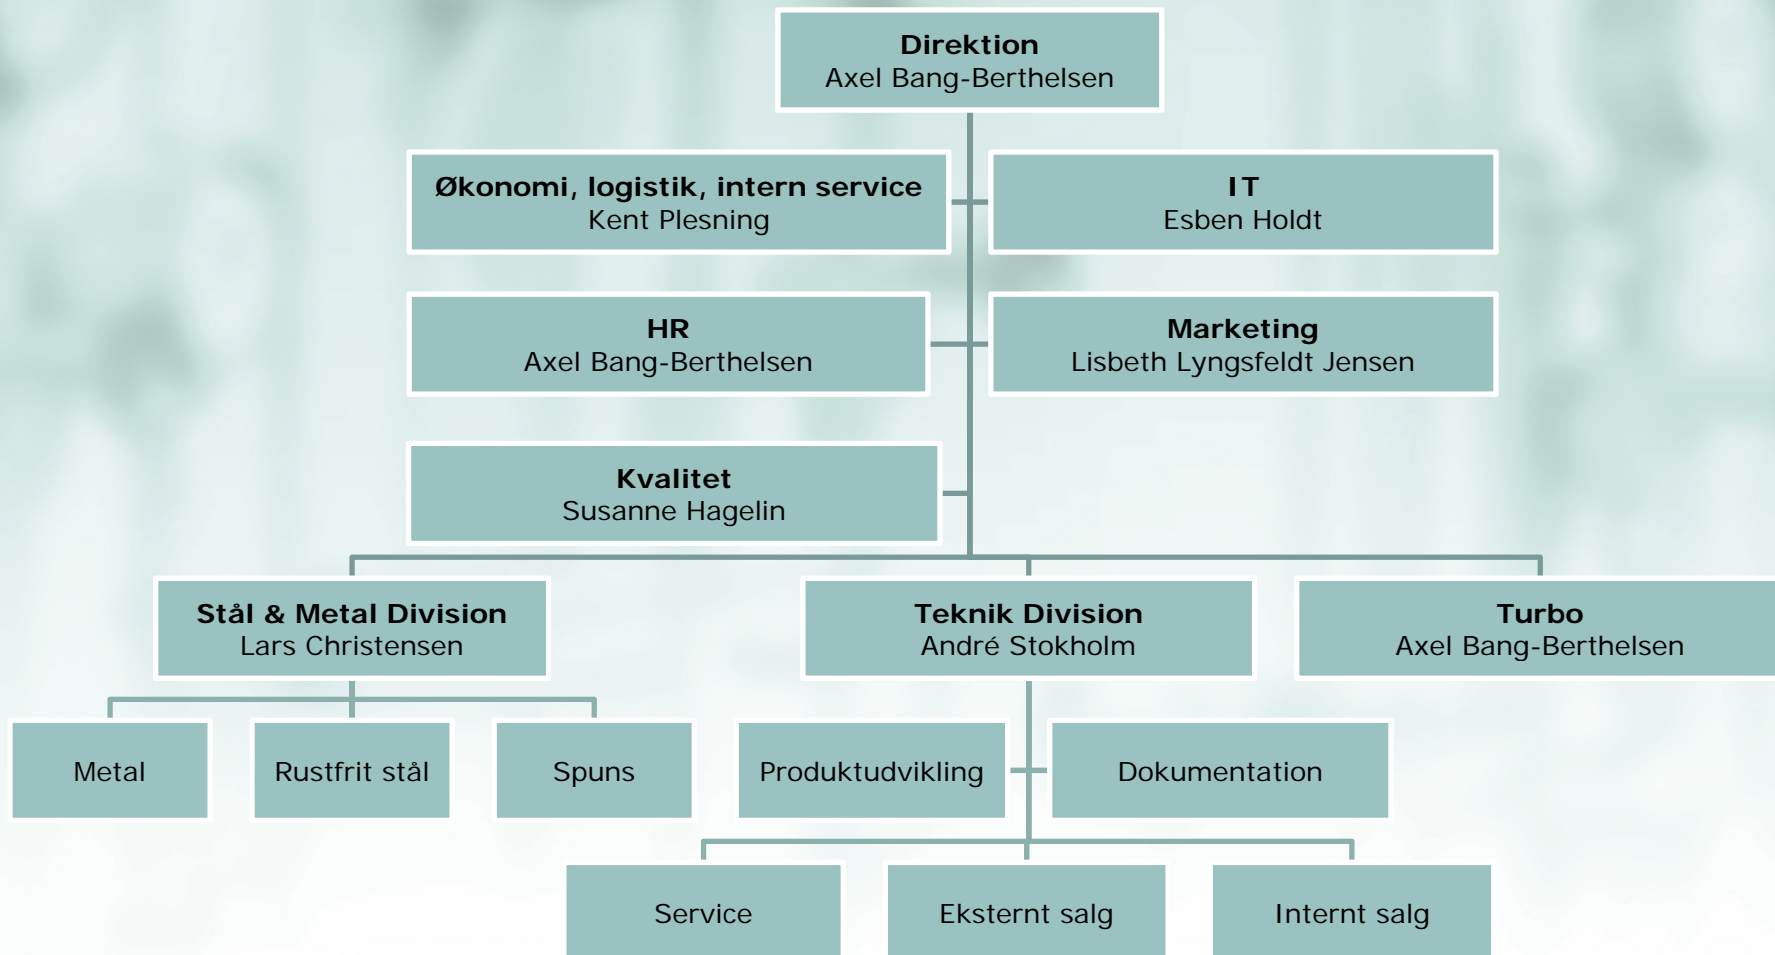 Direktion
Axel Bang-Berthelsen
Økonomi, logistik, intern service
Kent Plesning
IT
Esben Holdt
HR
Axel Bang-Berthelsen
Marketing
Lisbeth Lyngsfeldt Jensen
Kvalitet
Susanne Hagelin
Stål & Metal Division
Lars Christensen
Teknik Division
André Stokholm
Turbo
Axel Bang-Berthelsen
Metal
Rustfrit stål
Spuns
Produktudvikling
Dokumentation
Service
Eksternt salg
Internt salg